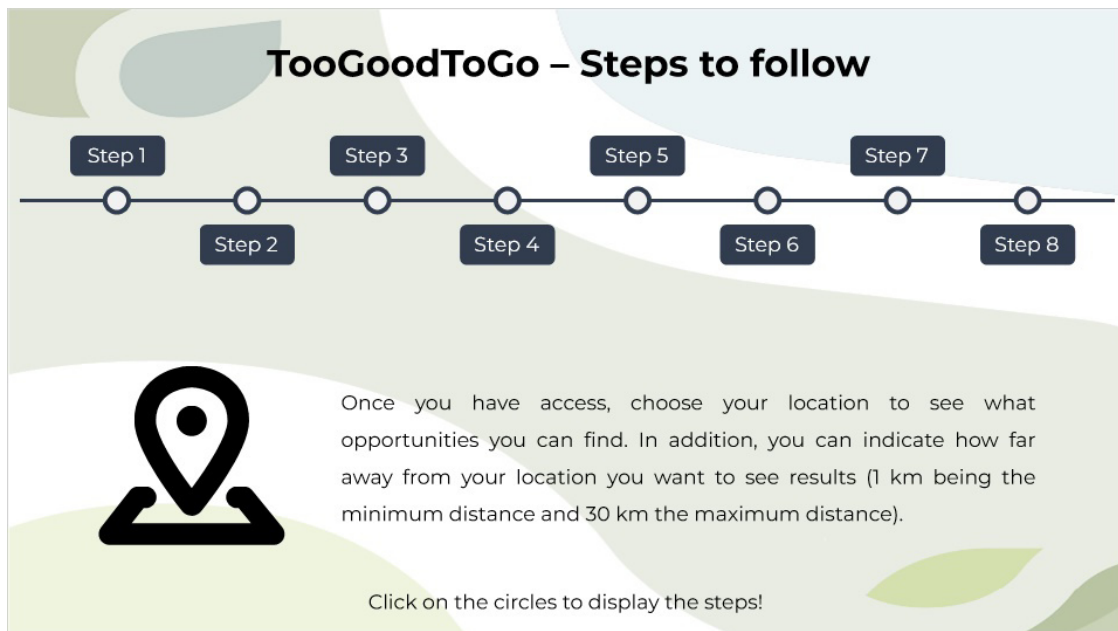 TooGoodToGo – Steps to follow
Step 1
Step 3
Step 5
Step 7
Step 2
Step 4
Step 6
Step 8
Once you have access, choose your location to see what
opportunities you can find. In addition, you can indicate how far
away from your location you want to see results (1 km being the
minimum distance and 30 km the maximum distance).
Click on the circles to display the steps!